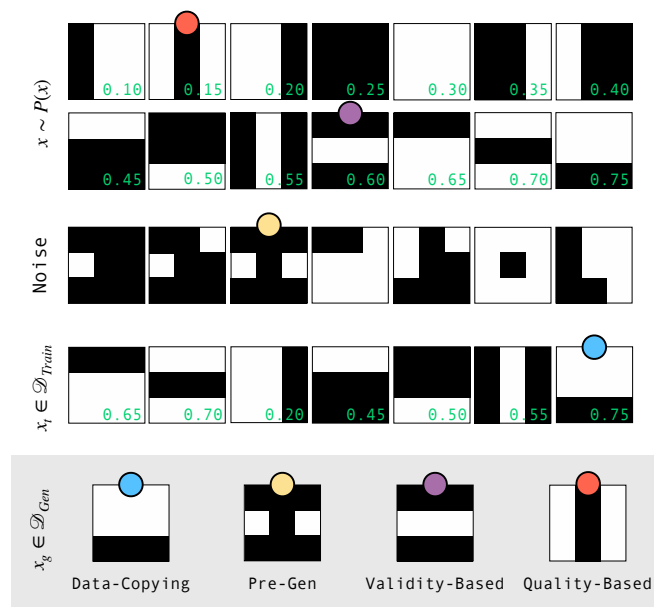 x ~ P(x)
0.10 0.15 0.20 0.25 0.30 0.35 0.40
0.45 0.50 0.55 0.60 0.65 0.70 0.75
Noise
x_t ∈ 𝒟_Train
0.65 0.70 0.20 0.45 0.50 0.55 0.75
x_g ∈ 𝒟_Gen
Data-Copying Pre-Gen Validity-Based Quality-Based